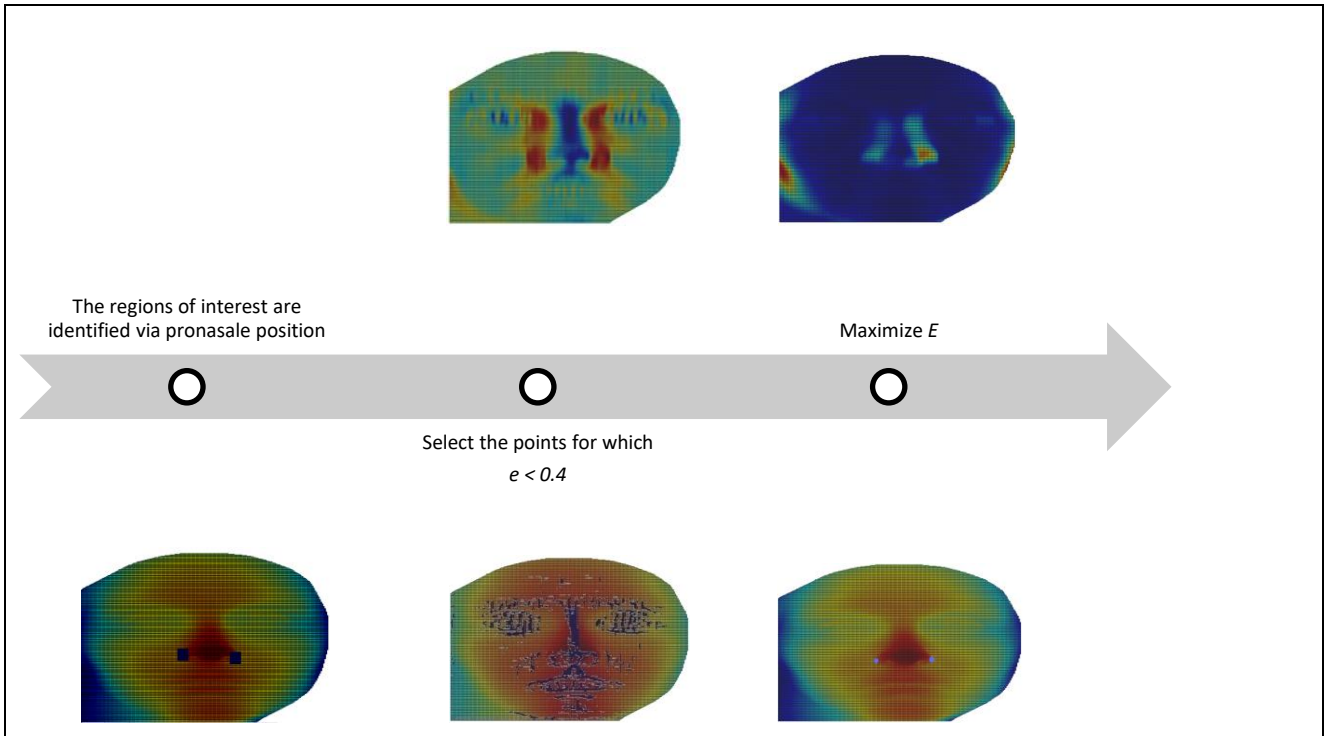 The regions of interest are
identified via pronasale position
Select the points for which
e < 0.4
Maximize E